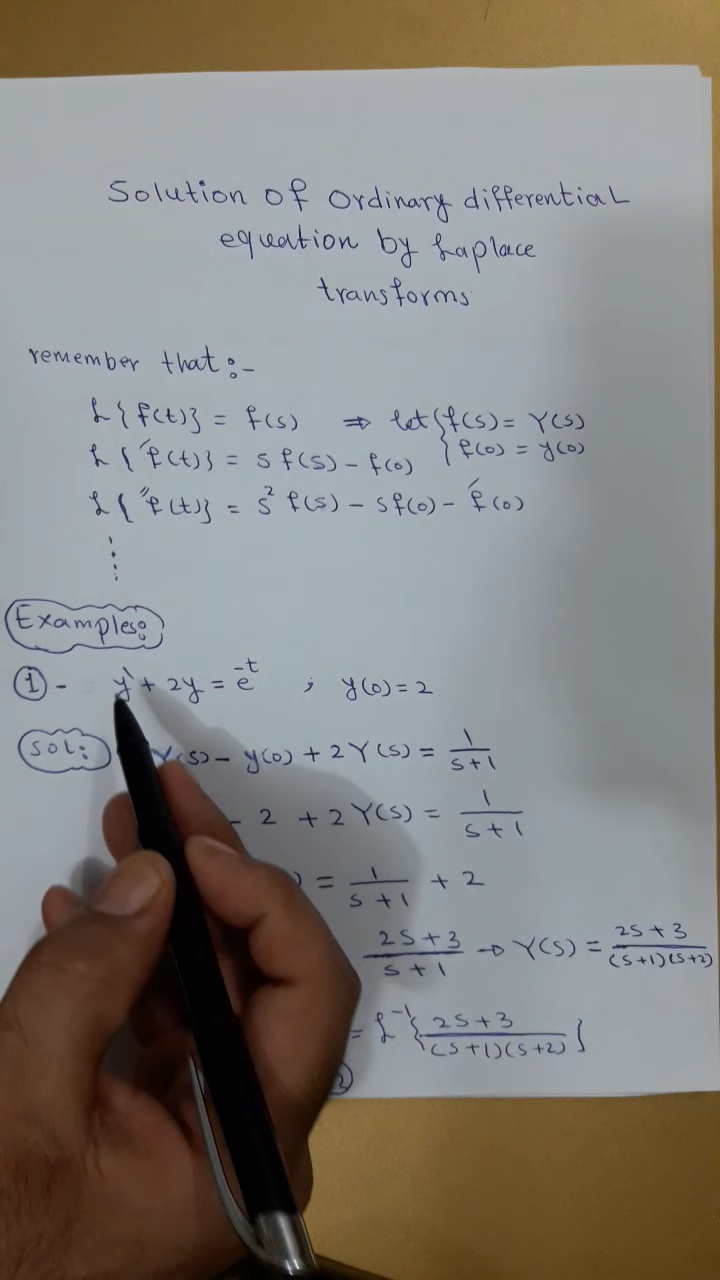 Solution of ordinary differential
equation by Laplace
transforms
remember that:-
L{f(t)} = f(s) ⇒ let {f(s) = Y(s)
L{f′(t)} = s f(s) - f(0) {f(0) = y(0)
L{f″(t)} = s² f(s) - s f(0) - f′(0)
Examples:
① - y′ + 2y = e^-t ; y(0) = 2
Sol: Y(s) - y(0) + 2Y(s) = 1/(s+1)
- 2 + 2Y(s) = 1/(s+1)
) = 1/(s+1) + 2
(2s+3)/(s+1) → Y(s) = (2s+3)/((s+1)(s+2))
= L⁻¹{(2s+3)/((s+1)(s+2))}